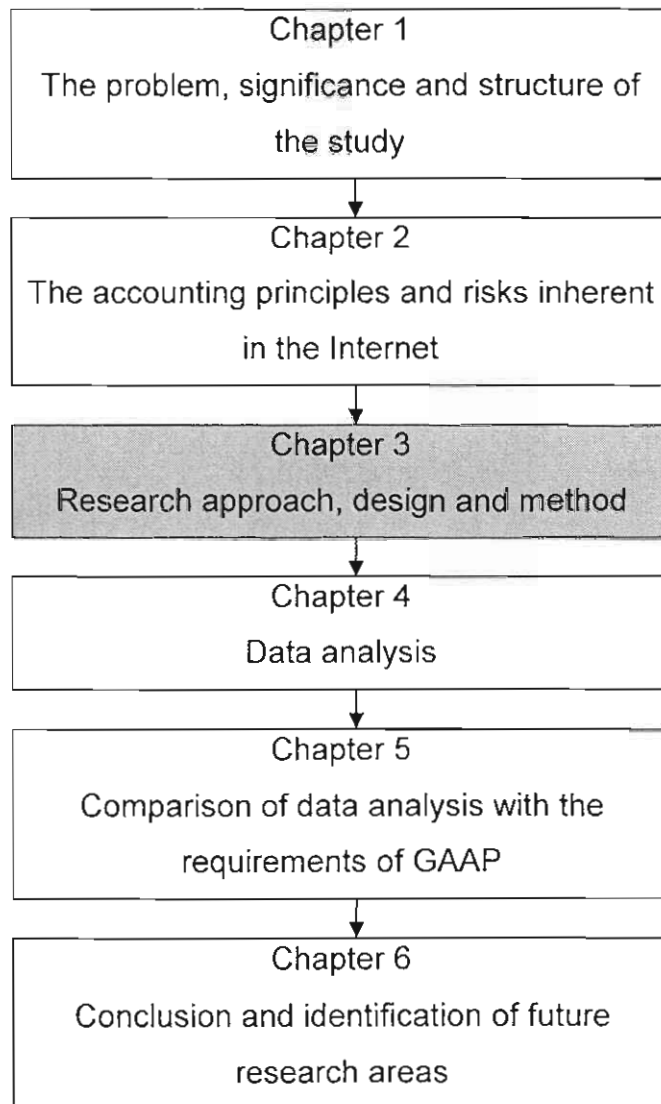 Chapter 1
The problem, significance and structure of
the study
Chapter 2
The accounting principles and risks inherent
in the Internet
Chapter 3
Research approach, design and method
Chapter 4
Data analysis
Chapter 5
Comparison of data analysis with the
requirements of GAAP
Chapter 6
Conclusion and identification of future
research areas